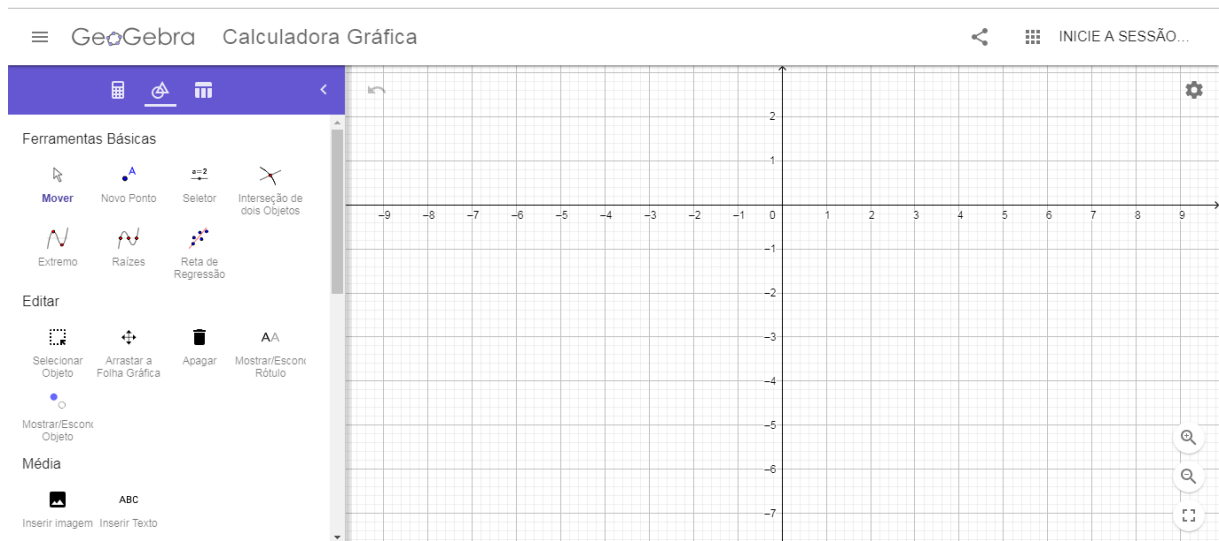 GeoGebra Calculadora Gráfica INICIE A SESSÃO...
Ferramentas Básicas
a=2
A
Mover Novo Ponto Seletor Interseção de
dois Objetos
Extremo Raízes Reta de
Regressão
Editar
AA
Selecionar
Objeto
Arrastar a
Folha Gráfica
Apagar
Mostrar/Escond
Rótulo
Mostrar/Escond
Objeto
Média
ABC
Inserir imagem Inserir Texto
2
1
-9 -8 -7 -6 -5 -4 -3 -2 -1 0 1 2 3 4 5 6 7 8 9
-1
-2
-3
-4
-5
-6
-7